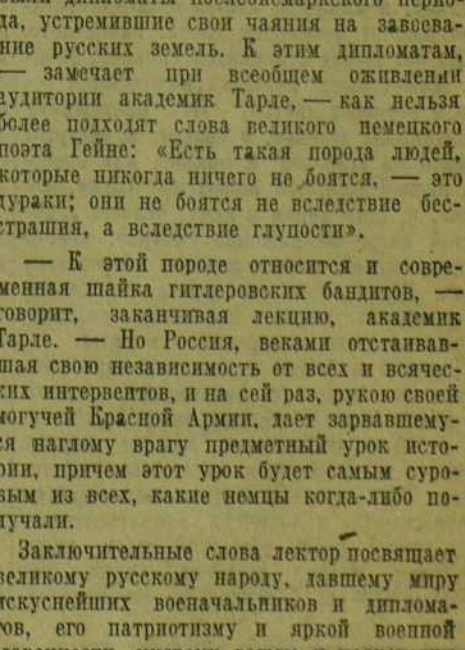 дипломаты послебисмаркского перио-
да, устремившие свои чаяния на завоева-
ние русских земель. К этим дипломатам,
— замечает при всеобщем оживлении
аудитории академик Тарле, — как нельзя
более подходят слова великого немецкого
поэта Гейне: «Есть такая порода людей,
которые никогда ничего не боятся, — это
дураки; они не боятся не вследствие бес-
страшия, а вследствие глупости».
— К этой породе относится и совре-
менная шайка гитлеровских бандитов, —
говорит, заканчивая лекцию, академик
Тарле. — Но Россия, веками отстаивав-
шая свою независимость от всех и всячес-
ких интервентов, и на сей раз, рукою своей
могучей Красной Армии, дает зарвавшему-
ся наглому врагу предметный урок исто-
рии, причем этот урок будет самым суро-
вым из всех, какие немцы когда-либо по-
лучали.
Заключительные слова лектор посвящает
великому русскому народу, давшему миру
искуснейших военачальников и диплома-
тов, его патриотизму и яркой военной